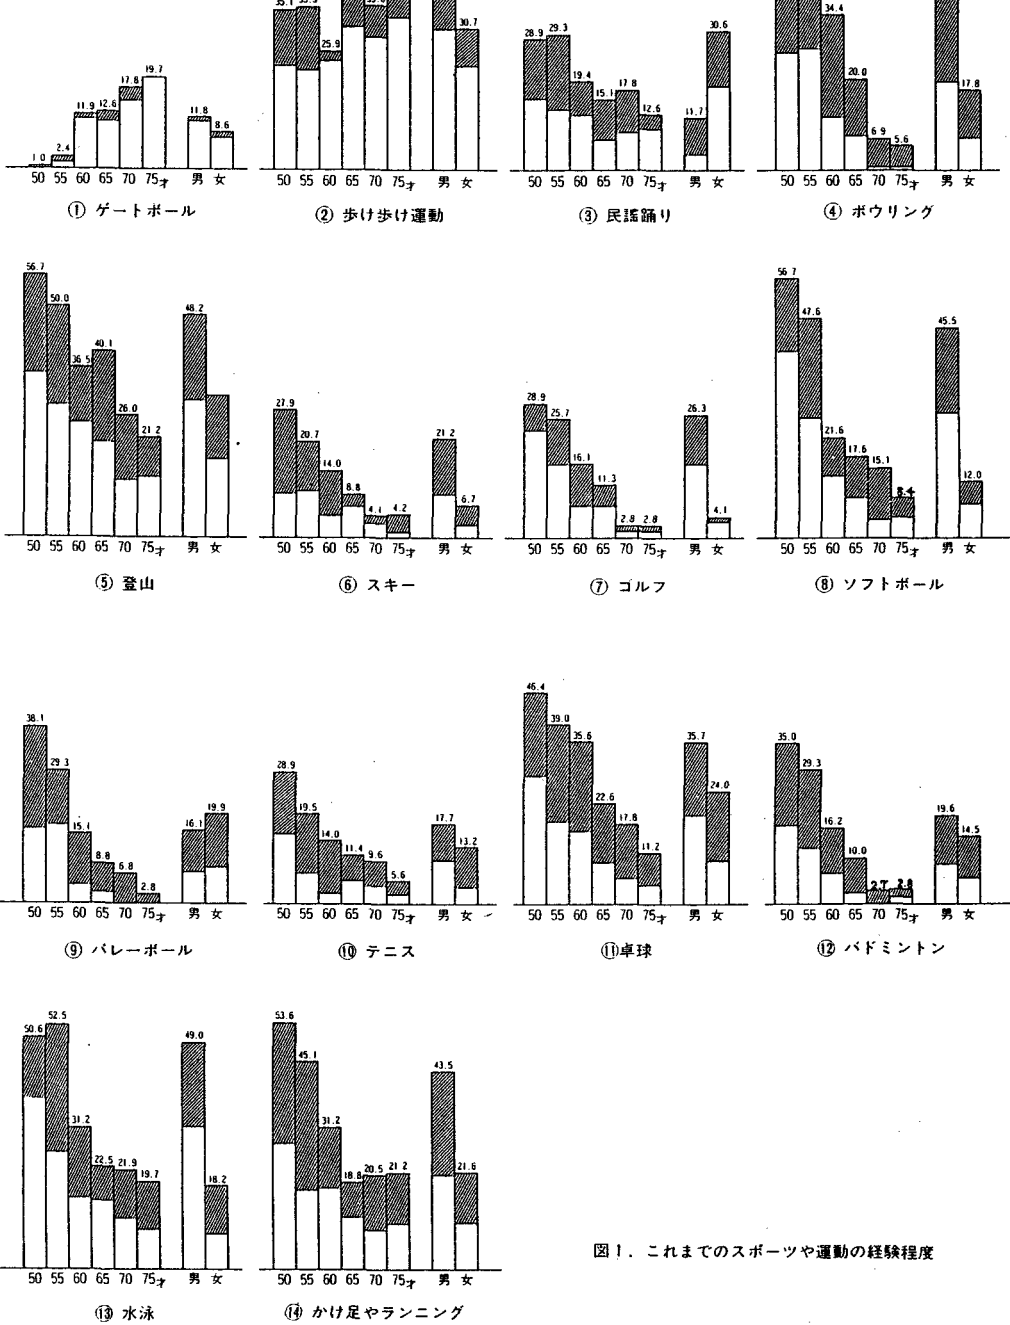 35.1
25.9
30.7
1.0 2.4 11.9 12.6 17.8 19.7 11.8 8.6
28.9 29.3 19.4 15.1 17.8 12.6 11.7 30.6
34.4 20.0 6.9 5.6 17.8
50 55 60 65 70 75才 男 女
50 55 60 65 70 75才 男 女
50 55 60 65 70 75才 男 女
50 55 60 65 70 75才 男 女
① ゲートボール
② 歩け歩け運動
③ 民謡踊り
④ ボウリング
56.7 50.0 36.5 40.1 26.0 21.2 48.2
27.9 20.7 14.0 8.8 4.1 4.2 21.2 6.7
28.9 25.7 16.1 11.3 2.8 2.8 26.3 4.1
56.7 47.6 21.6 17.6 15.1 8.4 45.5 12.0
50 55 60 65 70 75才 男 女
50 55 60 65 70 75才 男 女
50 55 60 65 70 75才 男 女
50 55 60 65 70 75才 男 女
⑤ 登山
⑥ スキー
⑦ ゴルフ
⑧ ソフトボール
38.1 29.3 15.1 8.8 6.8 2.8 16.1 19.9
28.9 19.5 14.0 11.4 9.6 5.6 17.7 13.2
46.4 39.0 35.6 22.6 17.8 11.2 35.7 24.0
35.0 29.3 16.2 10.0 2.7 2.8 19.6 14.5
50 55 60 65 70 75才 男 女
50 55 60 65 70 75才 男 女
50 55 60 65 70 75才 男 女
50 55 60 65 70 75才 男 女
⑨ バレーボール
⑩ テニス
⑪卓球
⑫ バドミントン
50.6 52.5 31.2 22.5 21.9 19.7 49.0 18.2
53.6 45.1 31.2 18.8 20.5 21.2 43.5 21.6
50 55 60 65 70 75才 男 女
50 55 60 65 70 75才 男 女
⑬ 水泳
⑭ かけ足やランニング
図1. これまでのスポーツや運動の経験程度